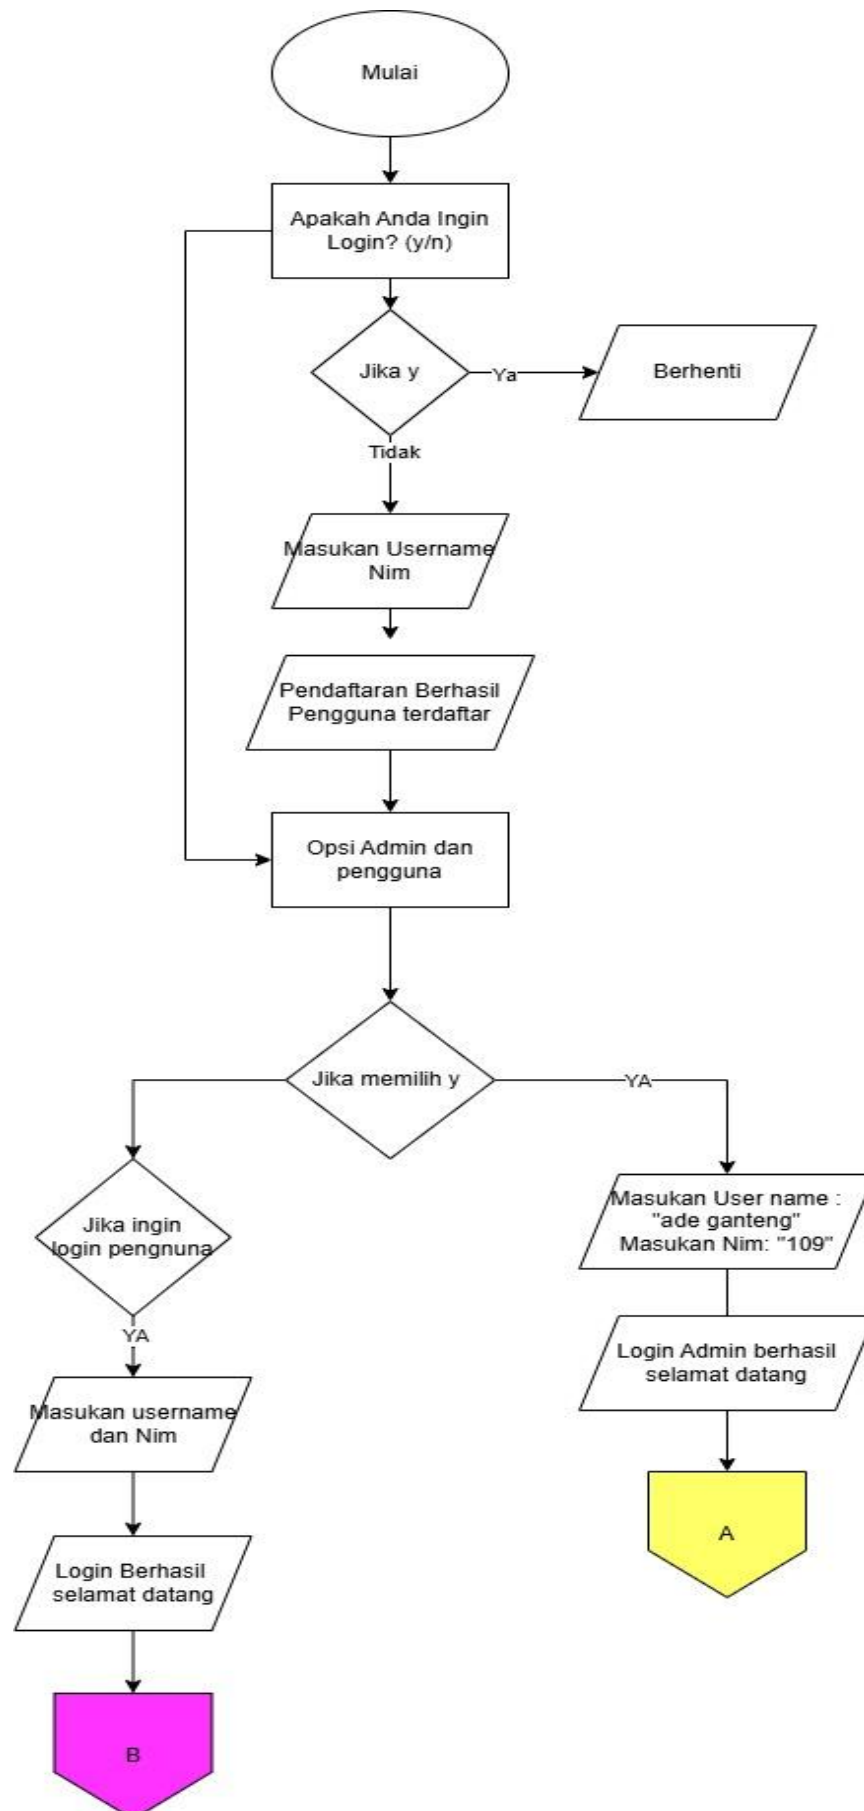 Mulai
Apakah Anda Ingin
Login? (y/n)
Jika y
Ya
Berhenti
Tidak
Masukan Username
Nim
Pendaftaran Berhasil
Pengguna terdaftar
Opsi Admin dan
pengguna
Jika memilih y
YA
Masukan User name :
"ade ganteng"
Masukan Nim: "109"
Login Admin berhasil
selamat datang
A
Jika ingin
login pengnuna
YA
Masukan username
dan Nim
Login Berhasil
selamat datang
B